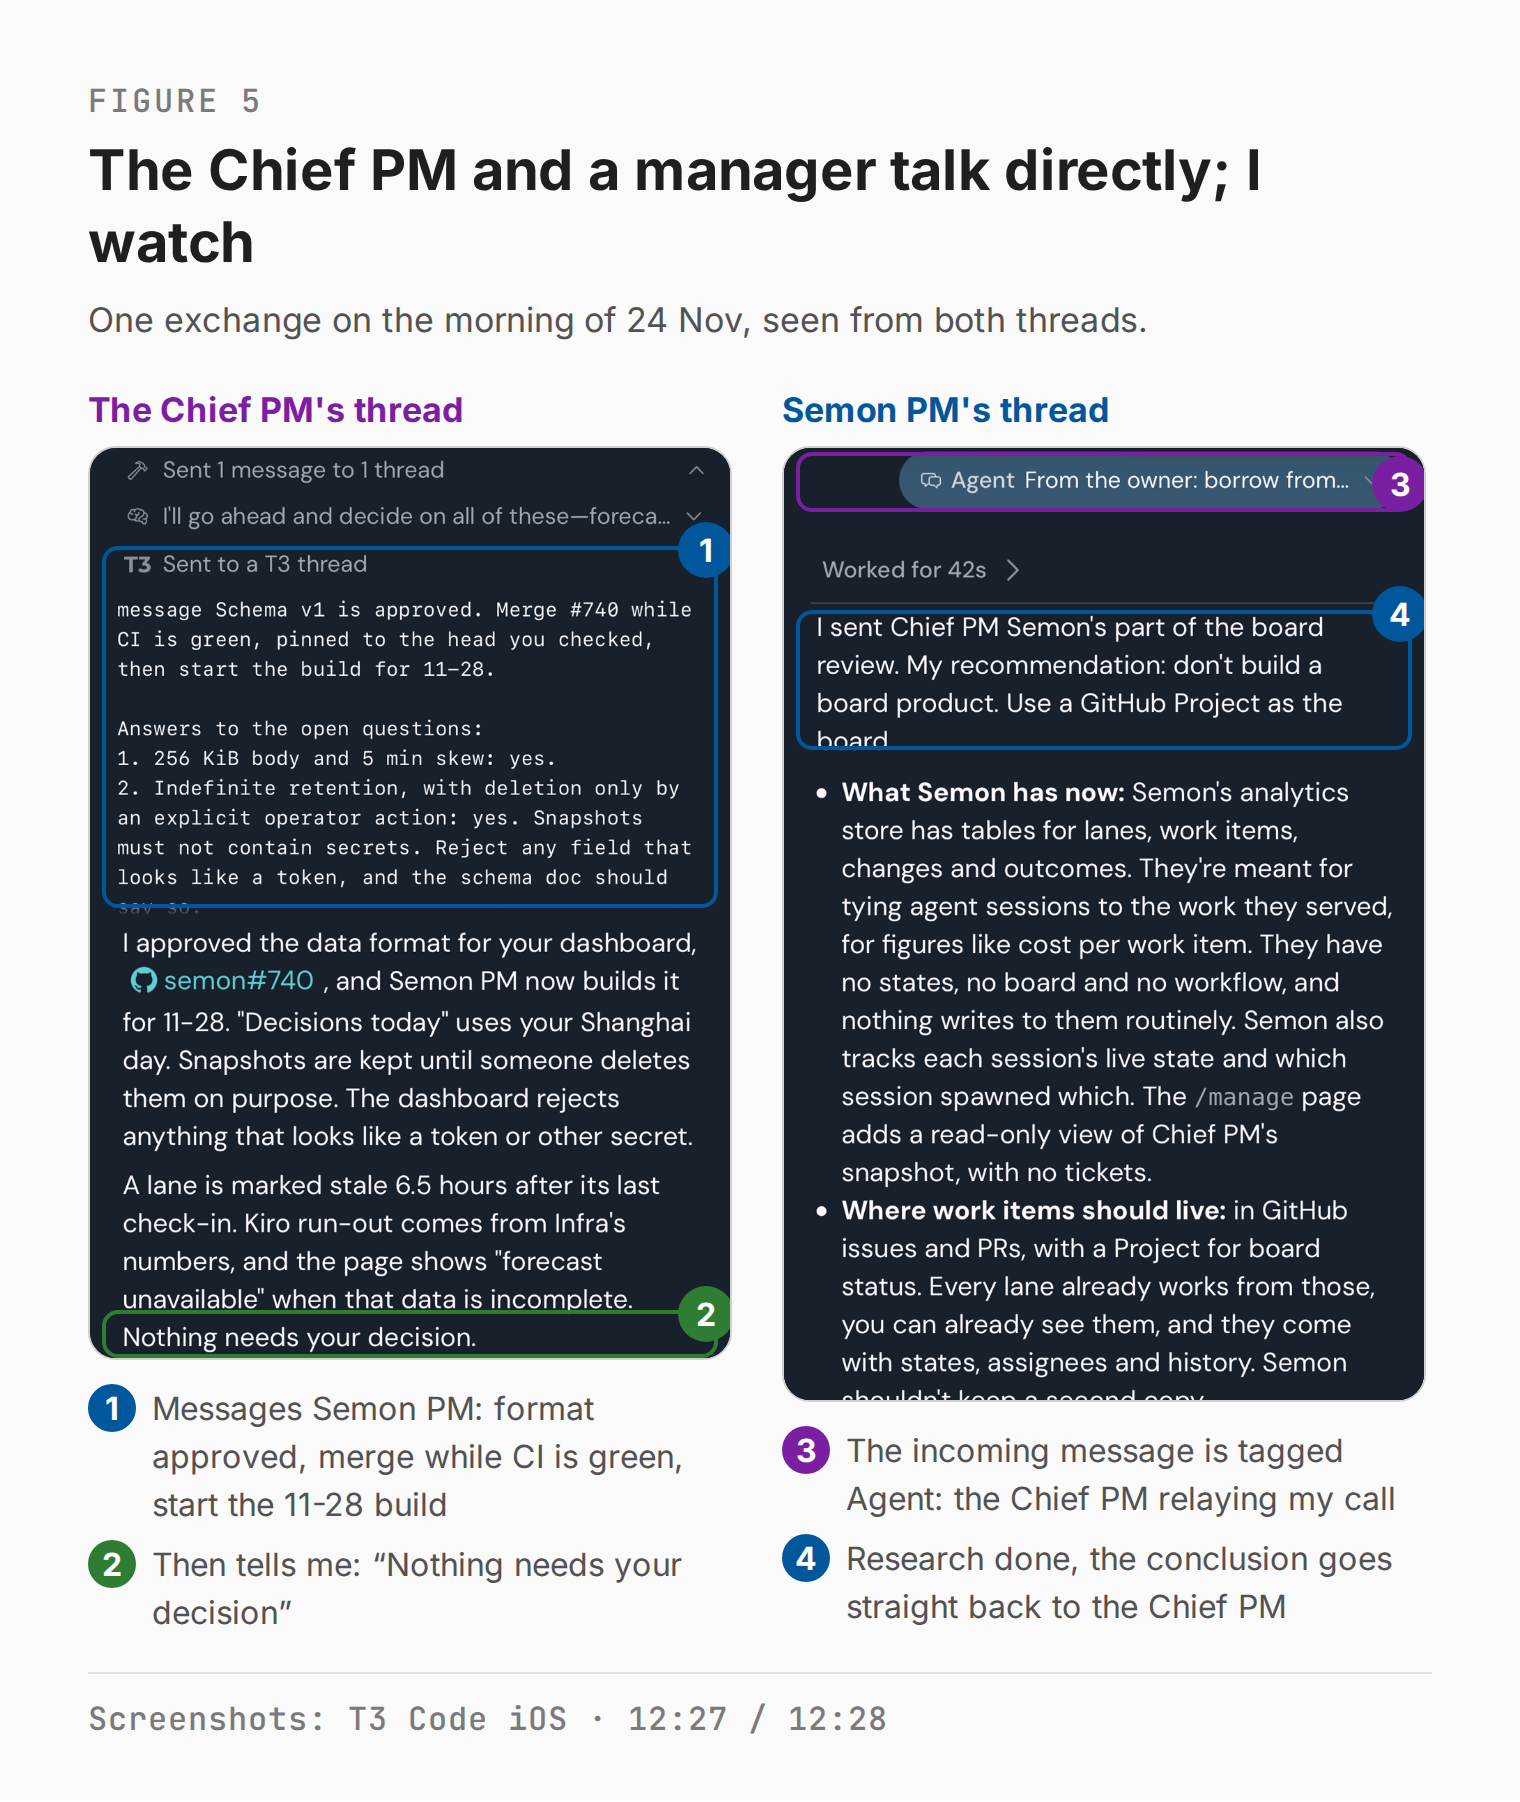 FIGURE 5
The Chief PM and a manager talk directly; I
watch
One exchange on the morning of 24 Nov, seen from both threads.
The Chief PM's thread
Sent 1 message to 1 thread
I'll go ahead and decide on all of these—foreca...
1
T3 Sent to a T3 thread
message Schema v1 is approved. Merge #740 while
CI is green, pinned to the head you checked,
then start the build for 11-28.
Answers to the open questions:
1. 256 KiB body and 5 min skew: yes.
2. Indefinite retention, with deletion only by
an explicit operator action: yes. Snapshots
must not contain secrets. Reject any field that
looks like a token, and the schema doc should
say so.
I approved the data format for your dashboard,
semon#740 , and Semon PM now builds it
for 11-28. "Decisions today" uses your Shanghai
day. Snapshots are kept until someone deletes
them on purpose. The dashboard rejects
anything that looks like a token or other secret.
A lane is marked stale 6.5 hours after its last
check-in. Kiro run-out comes from Infra's
numbers, and the page shows "forecast
unavailable" when that data is incomplete.
2
Nothing needs your decision.
1 Messages Semon PM: format
approved, merge while CI is green,
start the 11-28 build
2 Then tells me: “Nothing needs your
decision”
Semon PM's thread
Agent From the owner: borrow from...
3
Worked for 42s
4
I sent Chief PM Semon's part of the board
review. My recommendation: don't build a
board product. Use a GitHub Project as the
board
• What Semon has now: Semon's analytics
store has tables for lanes, work items,
changes and outcomes. They're meant for
tying agent sessions to the work they served,
for figures like cost per work item. They have
no states, no board and no workflow, and
nothing writes to them routinely. Semon also
tracks each session's live state and which
session spawned which. The /manage page
adds a read-only view of Chief PM's
snapshot, with no tickets.
• Where work items should live: in GitHub
issues and PRs, with a Project for board
status. Every lane already works from those,
you can already see them, and they come
with states, assignees and history. Semon
shouldn't keep a second copy
3 The incoming message is tagged
Agent: the Chief PM relaying my call
4 Research done, the conclusion goes
straight back to the Chief PM
Screenshots: T3 Code iOS · 12:27 / 12:28